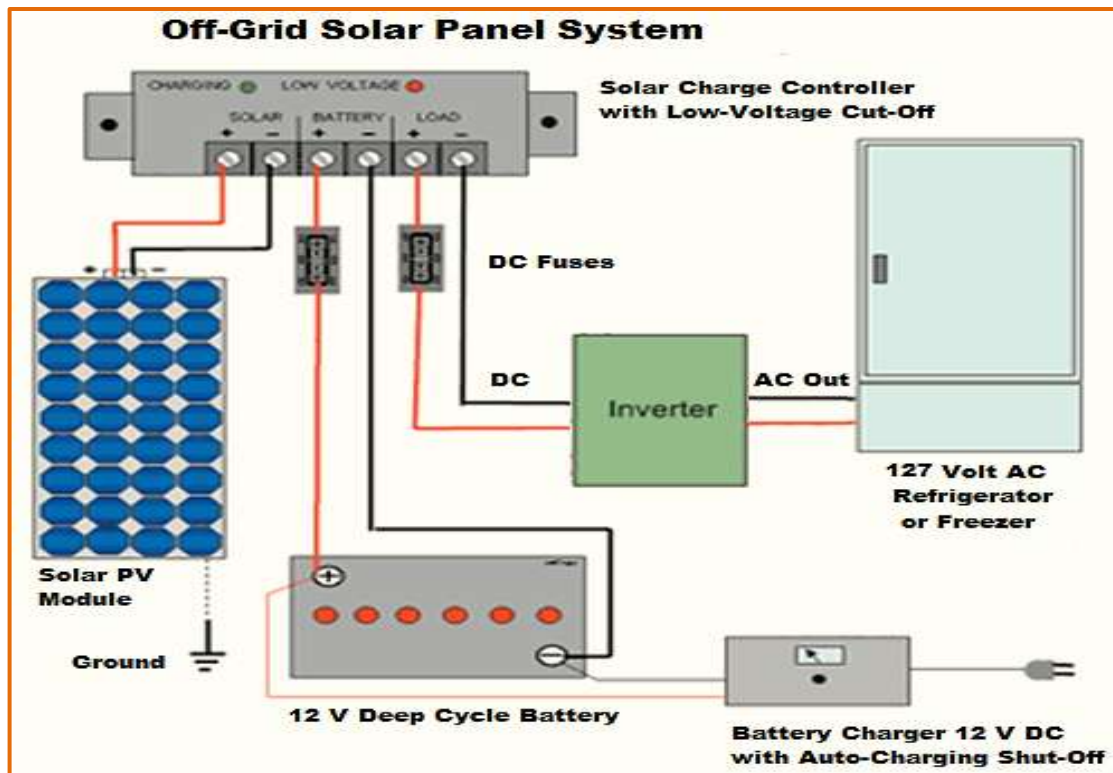 Off-Grid Solar Panel System
CHARGING LOW VOLTAGE
SOLAR BATTERY LOAD
+ − + − + −
Solar Charge Controller
with Low-Voltage Cut-Off
DC Fuses
+ −
DC
Inverter
AC Out
127 Volt AC
Refrigerator
or Freezer
Solar PV
Module
Ground
+
−
12 V Deep Cycle Battery
Battery Charger 12 V DC
with Auto-Charging Shut-Off